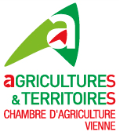 a
AGRICULTURES
& TERRITOIRES
CHAMBRE D'AGRICULTURE
VIENNE